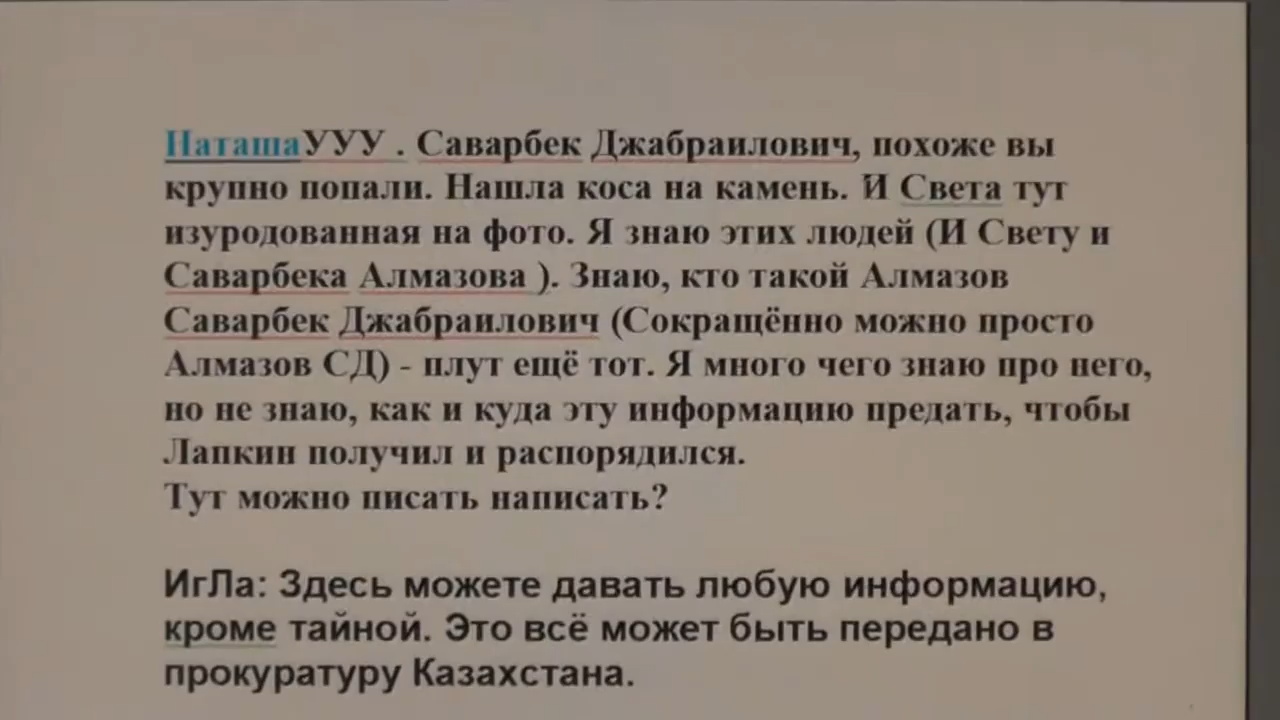 НаташаУУУ . Саварбек Джабраилович, похоже вы
крупно попали. Нашла коса на камень. И Света тут
изуродованная на фото. Я знаю этих людей (И Свету и
Саварбека Алмазова ). Знаю, кто такой Алмазов
Саварбек Джабраилович (Сокращённо можно просто
Алмазов СД) - плут ещё тот. Я много чего знаю про него,
но не знаю, как и куда эту информацию предать, чтобы
Лапкин получил и распорядился.
Тут можно писать написать?
ИгЛа: Здесь можете давать любую информацию,
кроме тайной. Это всё может быть передано в
прокуратуру Казахстана.